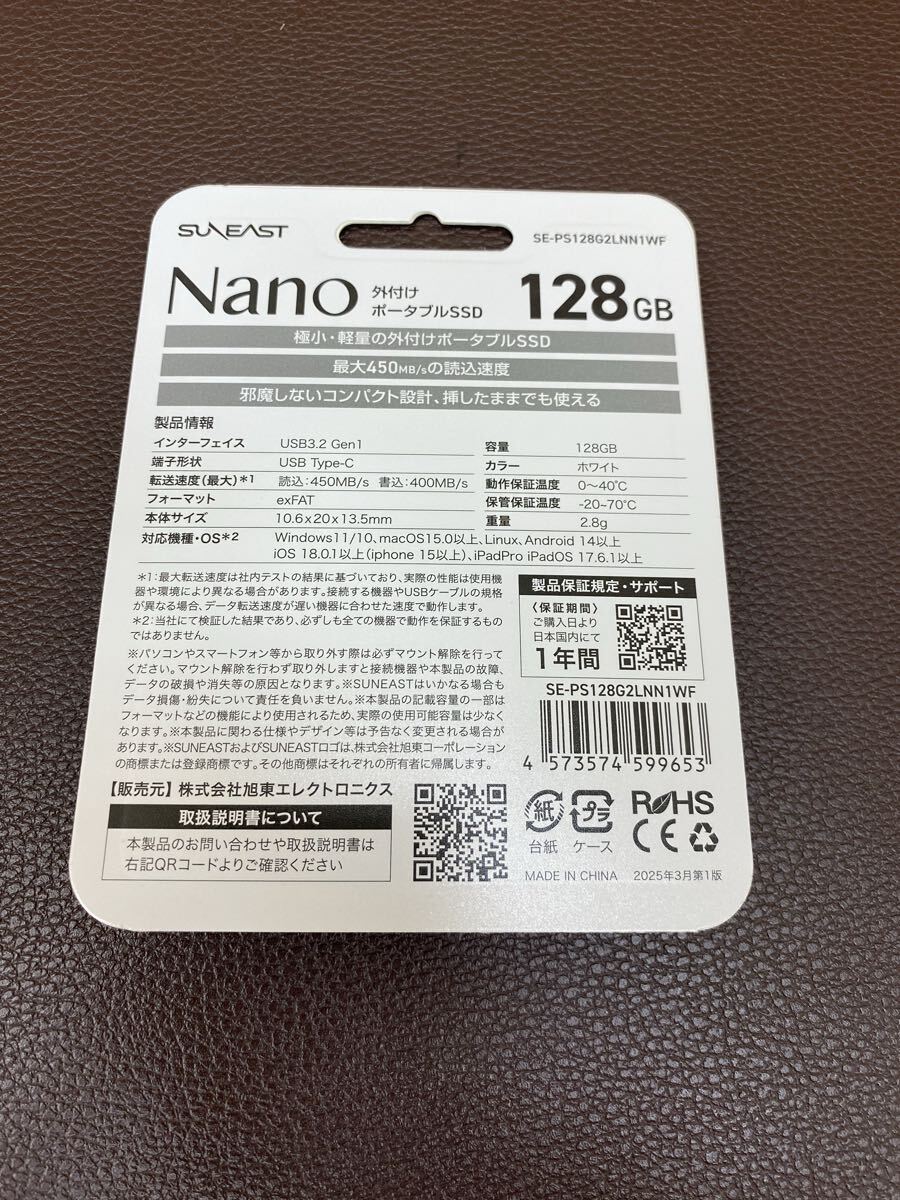 SUNEAST
SE-PS128G2LNN1WF
Nano 外付け ポータブルSSD 128GB
極小・軽量の外付けポータブルSSD
最大450MB/sの読込速度
邪魔しないコンパクト設計、挿したままでも使える
製品情報
インターフェイス USB3.2 Gen1
端子形状 USB Type-C
転送速度(最大)*1 読込:450MB/s 書込:400MB/s
フォーマット exFAT
本体サイズ 10.6x20x13.5mm
容量 128GB
カラー ホワイト
動作保証温度 0〜40℃
保管保証温度 -20~70℃
重量 2.8g
対応機種・OS*2 Windows11/10、macOS15.0以上、Linux、Android 14以上
iOS 18.0.1以上(iphone 15以上)、iPadPro iPadOS 17.6.1以上
*1:最大転送速度は社内テストの結果に基づいており、実際の性能は使用機
器や環境により異なる場合があります。接続する機器やUSBケーブルの規格
が異なる場合、データ転送速度が遅い機器に合わせた速度で動作します。
*2:当社にて検証した結果であり、必ずしも全ての機器で動作を保証するもの
ではありません。
※パソコンやスマートフォン等から取り外す際は必ずマウント解除を行って
ください。マウント解除を行わず取り外しますと接続機器や本製品の故障、
データの破損や消失等の原因となります。※SUNEASTはいかなる場合も
データ損傷・紛失について責任を負いません。※本製品の記載容量の一部は
フォーマットなどの機能により使用されるため、実際の使用可能容量は少なく
なります。※本製品に関わる仕様やデザイン等は予告なく変更される場合が
あります。※SUNEASTおよびSUNEASTロゴは、株式会社旭東コーポレーション
の商標または登録商標です。その他商標はそれぞれの所有者に帰属します。
製品保証規定・サポート
〈保証期間〉
ご購入日より
日本国内にて
1年間
SE-PS128G2LNN1WF
4 573574 599653
【販売元】株式会社旭東エレクトロニクス
取扱説明書について
本製品のお問い合わせや取扱説明書は
右記QRコードよりご確認ください
紙
台紙
プラ
ケース
RoHS
CE
MADE IN CHINA 2025年3月第1版